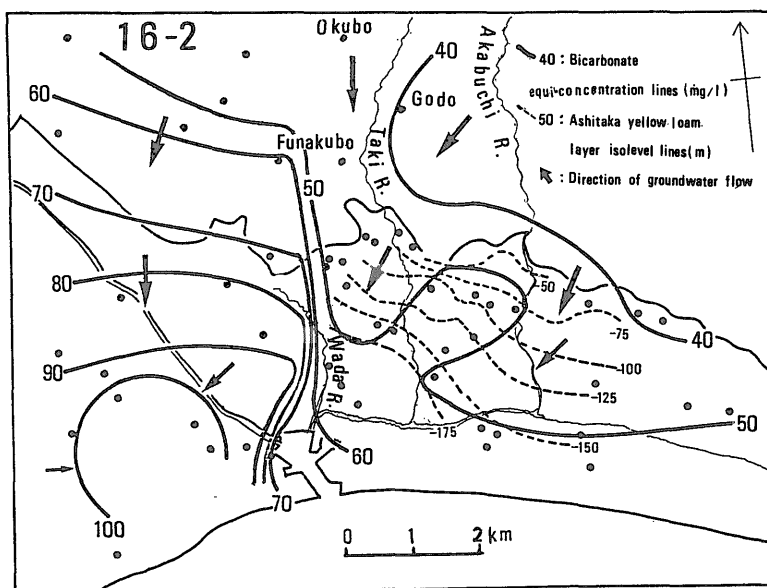 16-2
Okubo
40
Akabuchi R.
40 : Bicarbonate
equi-concentration lines (mg/l)
50 : Ashitaka yellow loam
layer isolevel lines (m)
: Direction of groundwater flow
60
Godo
Taki R.
Funakubo
50
70
80
-50
-75
40
Wada R.
90
-100
-125
50
-175
-150
60
70
100
0 1 2 km